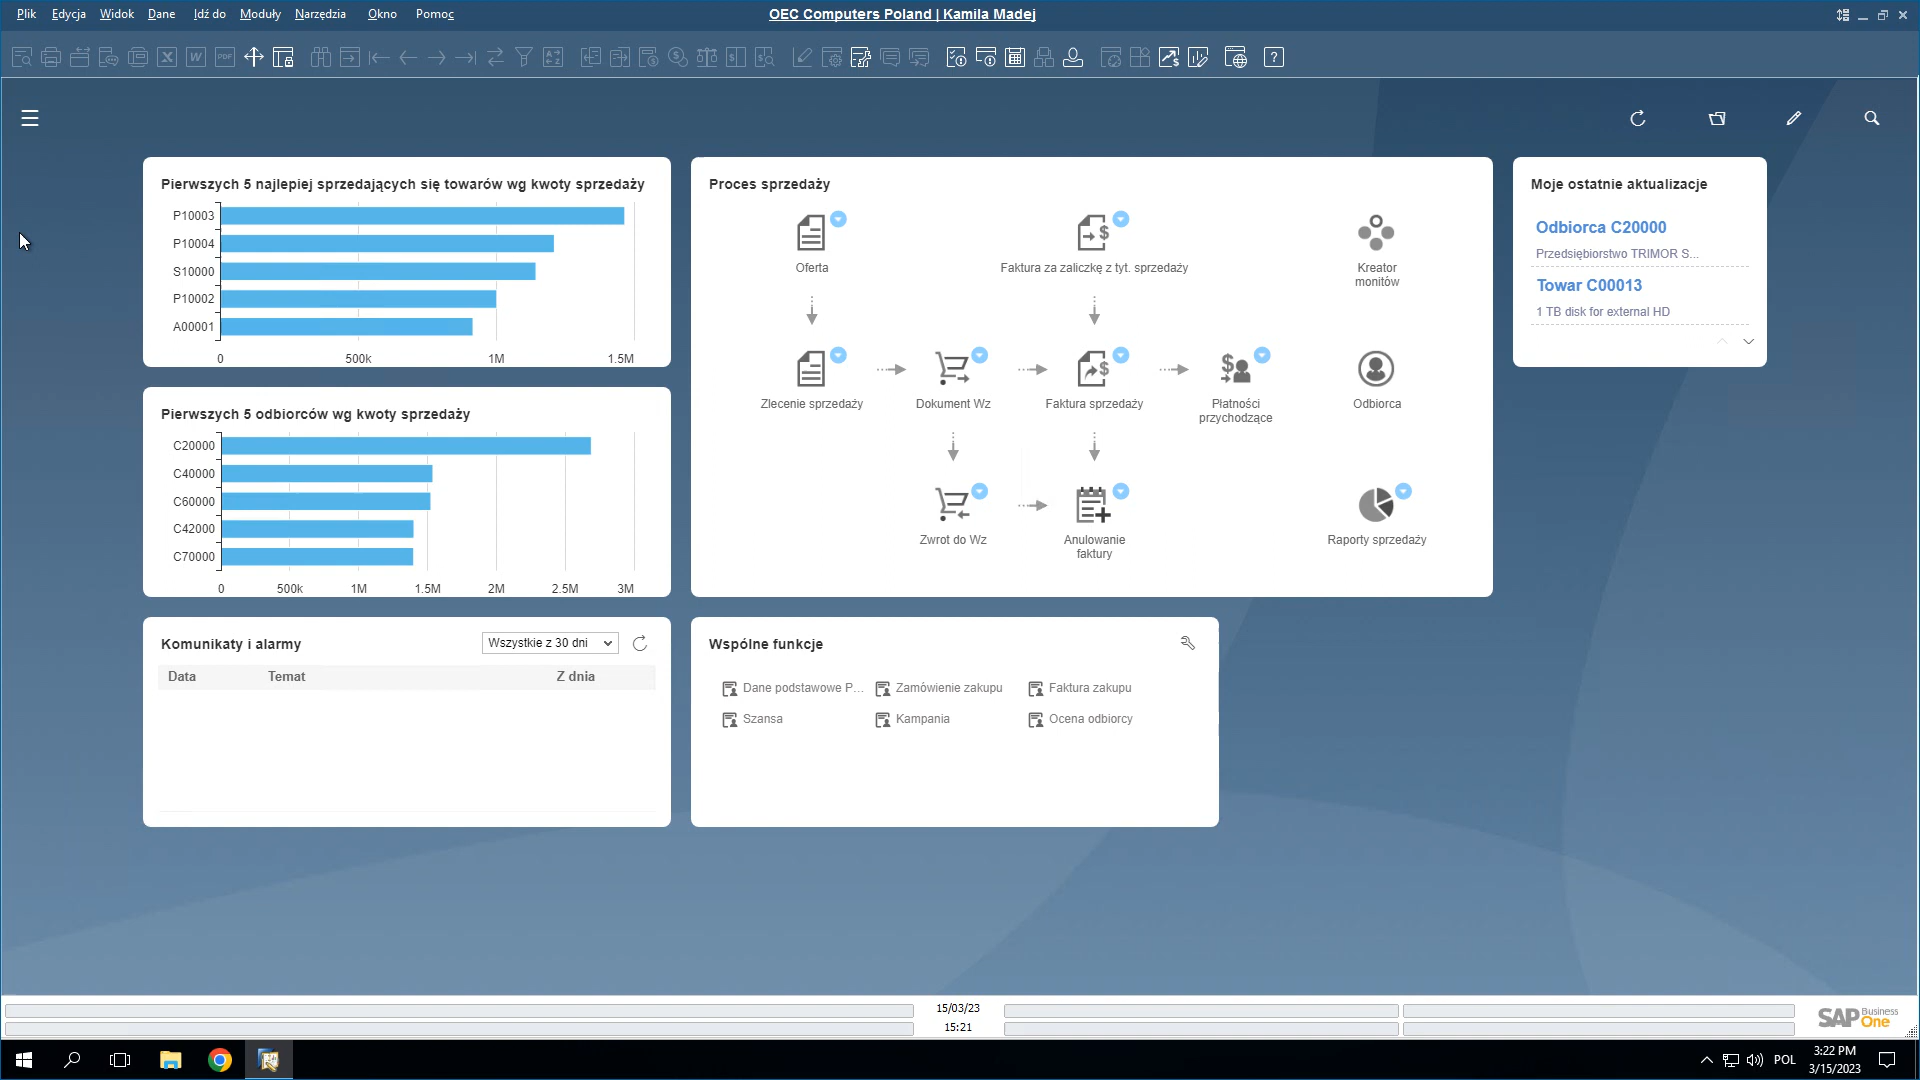 Plik Edycja Widok Dane Idź do Moduły Narzędzia Okno Pomoc
OEC Computers Poland | Kamila Madej
Pierwszych 5 najlepiej sprzedających się towarów wg kwoty sprzedaży
P10003
P10004
S10000
P10002
A00001
0 500k 1M 1.5M
Pierwszych 5 odbiorców wg kwoty sprzedaży
C20000
C40000
C60000
C42000
C70000
0 500k 1M 1.5M 2M 2.5M 3M
Komunikaty i alarmy
Wszystkie z 30 dni
Data Temat Z dnia
Proces sprzedaży
Oferta
Faktura za zaliczkę z tyt. sprzedaży
Kreator
monitów
Zlecenie sprzedaży
Dokument Wz
Faktura sprzedaży
Płatności
przychodzące
Odbiorca
Zwrot do Wz
Anulowanie
faktury
Raporty sprzedaży
Wspólne funkcje
Dane podstawowe P... Zamówienie zakupu Faktura zakupu
Szansa Kampania Ocena odbiorcy
Moje ostatnie aktualizacje
Odbiorca C20000
Przedsiębiorstwo TRIMOR S...
Towar C00013
1 TB disk for external HD
15/03/23
15:21
SAP Business One
POL
3:22 PM
3/15/2023